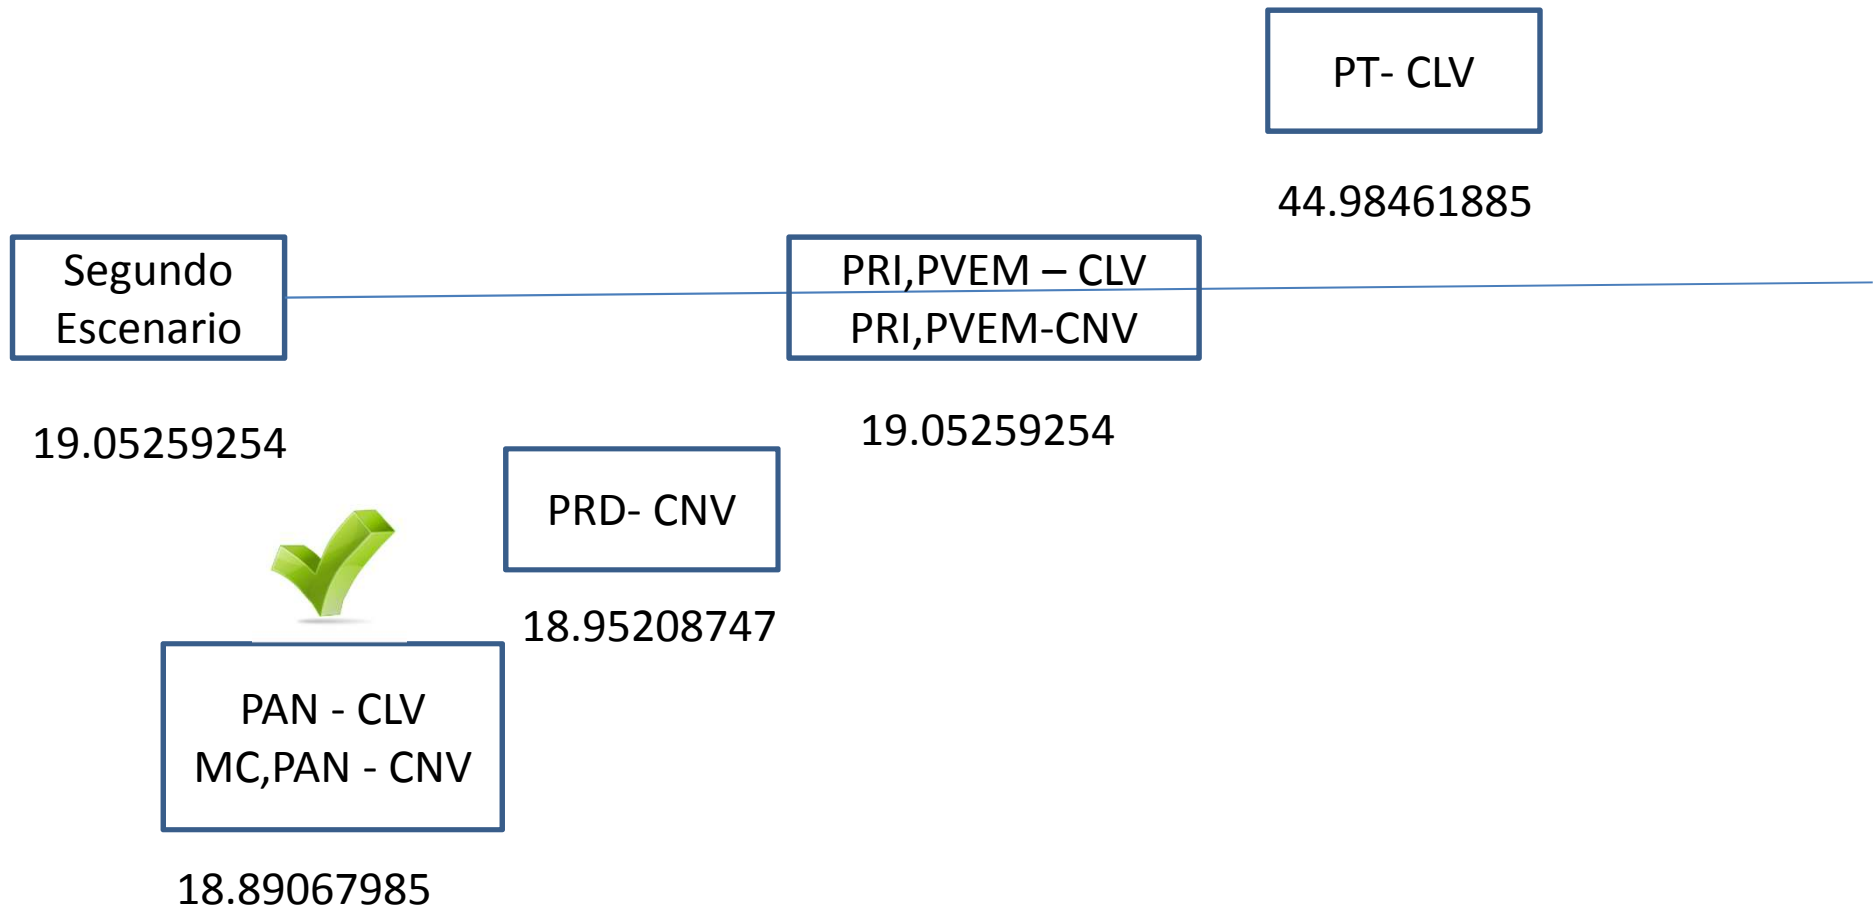 PT- CLV
44.98461885
Segundo
Escenario
19.05259254
PRI,PVEM – CLV
PRI,PVEM-CNV
19.05259254
PRD- CNV
18.95208747
PAN - CLV
MC,PAN - CNV
18.89067985